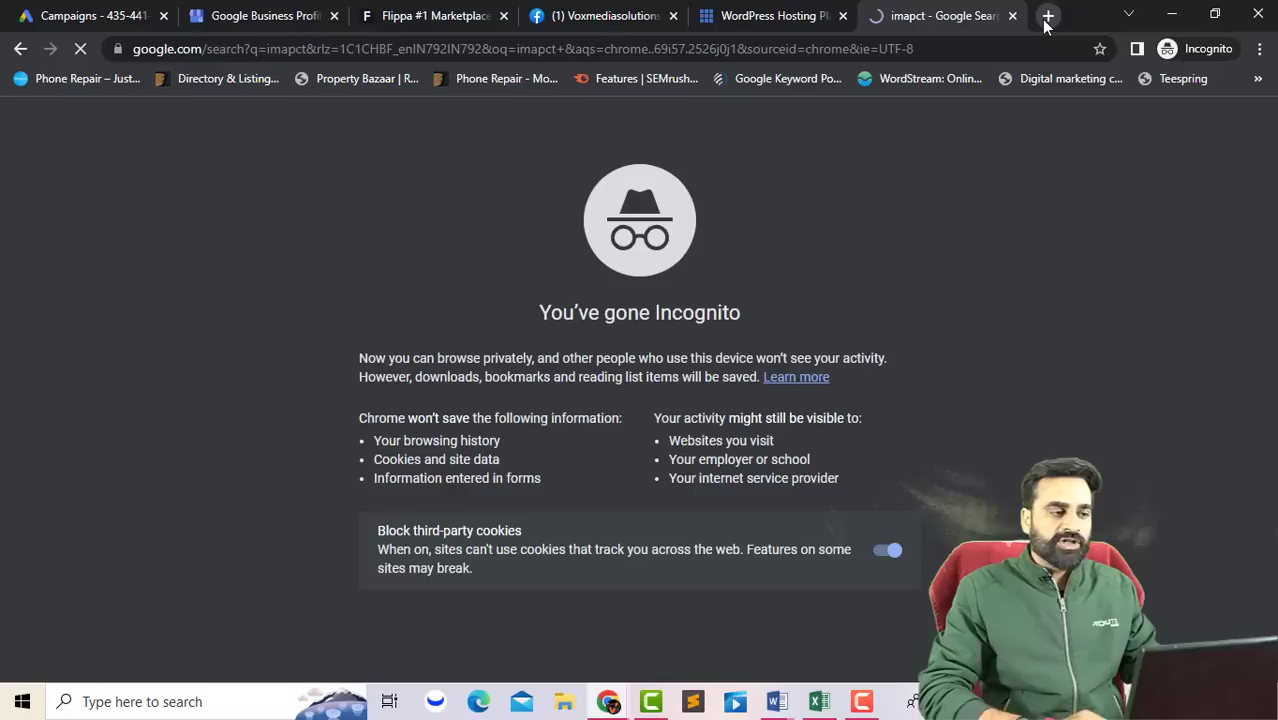 Campaigns - 435-441-
Google Business Profi
Flippa #1 Marketplace
(1) Voxmediasolutions
WordPress Hosting Pl
imapct - Google Sear
google.com/search?q=imapct&rlz=1C1CHBF_enIN792IN792&oq=imapct+&aqs=chrome..69i57.2526j0j1&sourceid=chrome&ie=UTF-8
Incognito
Phone Repair – Just...
Directory & Listing...
Property Bazaar | R...
Phone Repair - Mo...
Features | SEMrush...
Google Keyword Po...
WordStream: Onlin...
Digital marketing c...
Teespring
You've gone Incognito
Now you can browse privately, and other people who use this device won't see your activity.
However, downloads, bookmarks and reading list items will be saved. Learn more
Chrome won't save the following information:
• Your browsing history
• Cookies and site data
• Information entered in forms
Your activity might still be visible to:
• Websites you visit
• Your employer or school
• Your internet service provider
Block third-party cookies
When on, sites can't use cookies that track you across the web. Features on some
sites may break.
ROUTE
Type here to search